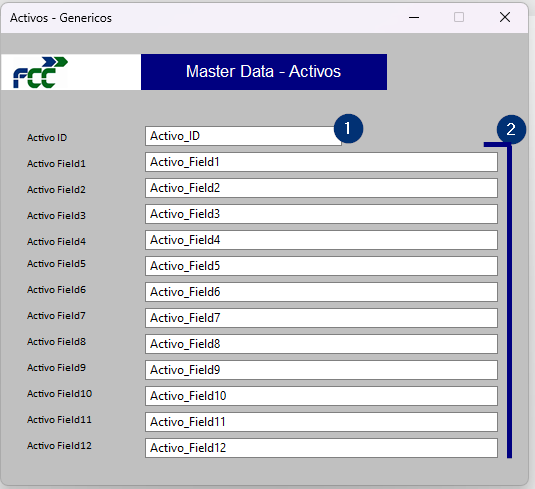 Activos - Genericos
FCC Master Data - Activos
1
2
Activo ID Activo_ID
Activo Field1 Activo_Field1
Activo Field2 Activo_Field2
Activo Field3 Activo_Field3
Activo Field4 Activo_Field4
Activo Field5 Activo_Field5
Activo Field6 Activo_Field6
Activo Field7 Activo_Field7
Activo Field8 Activo_Field8
Activo Field9 Activo_Field9
Activo Field10 Activo_Field10
Activo Field11 Activo_Field11
Activo Field12 Activo_Field12